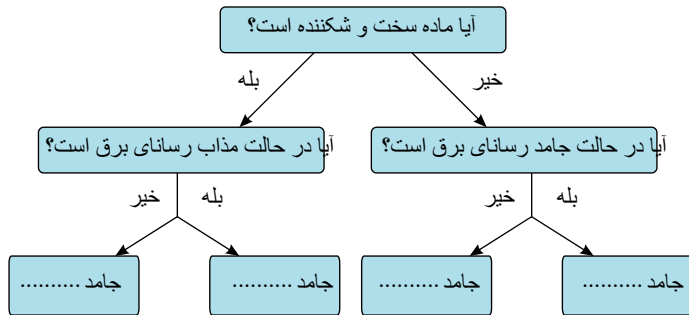 آیا ماده سخت و شکننده است؟
خیر
بله
آیا در حالت جامد رسانای برق است؟
آیا در حالت مذاب رسانای برق است؟
بله
خیر
بله
خیر
جامد ..........
جامد ..........
جامد ..........
جامد ..........